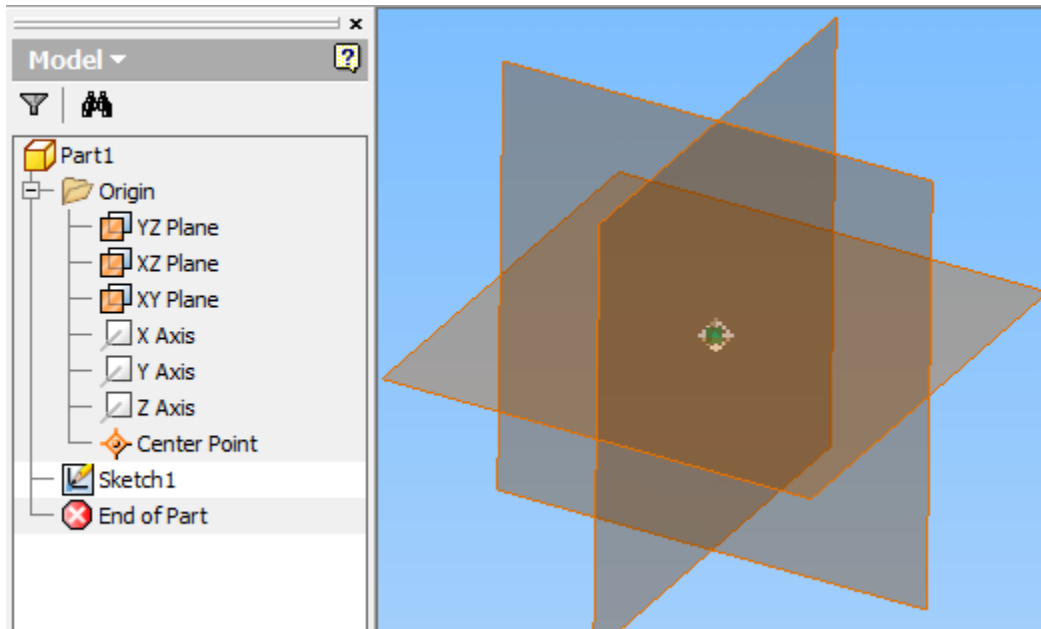 ×
Model
?
Part1
Origin
YZ Plane
XZ Plane
XY Plane
X Axis
Y Axis
Z Axis
Center Point
Sketch1
End of Part